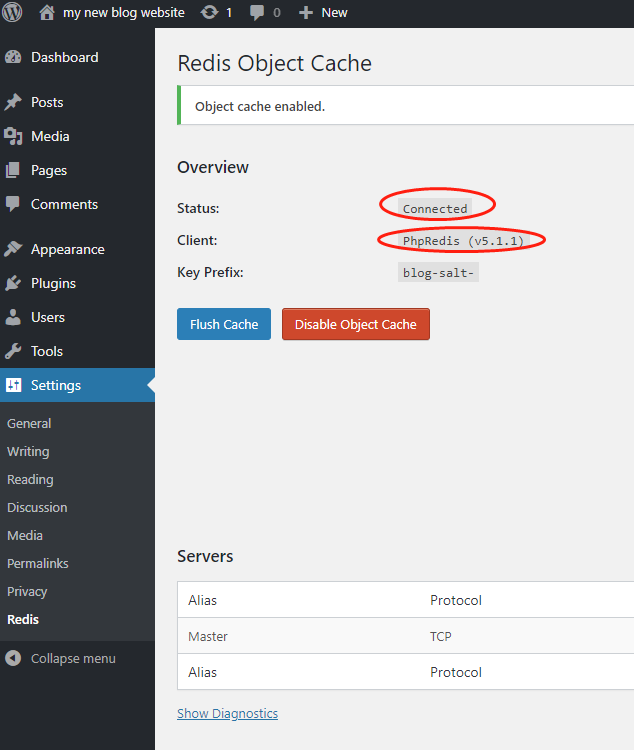 my new blog website 1 0 New
Dashboard
Posts
Media
Pages
Comments
Appearance
Plugins
Users
Tools
Settings
General
Writing
Reading
Discussion
Media
Permalinks
Privacy
Redis
Collapse menu
Redis Object Cache
Object cache enabled.
Overview
Status: Connected
Client: PhpRedis (v5.1.1)
Key Prefix: blog-salt-
Flush Cache Disable Object Cache
Servers
Alias Protocol
Master TCP
Alias Protocol
Show Diagnostics